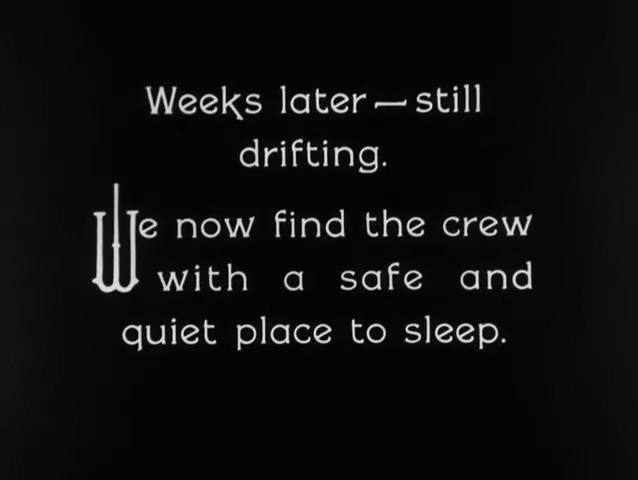 Weeks later — still
drifting.
We now find the crew
with a safe and
quiet place to sleep.